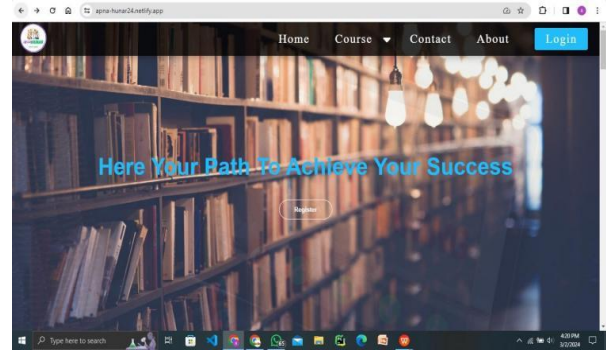 apna-hunar24.netlify.app
Home Course Contact About Login
Here Your Path To Achieve Your Success
Register
Type here to search
4:20 PM
3/2/2024